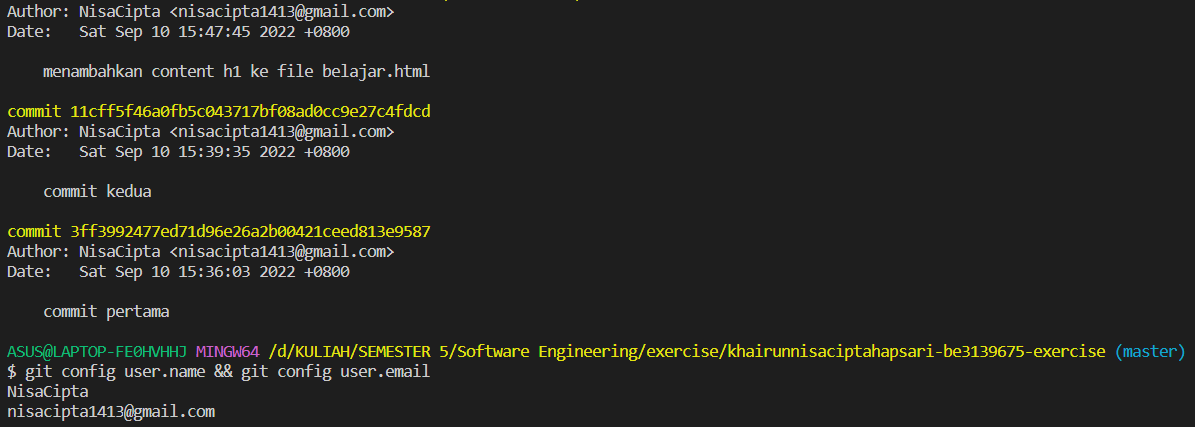 Author: NisaCipta <nisacipta1413@gmail.com>
Date:   Sat Sep 10 15:47:45 2022 +0800
    menambahkan content h1 ke file belajar.html
commit 11cff5f46a0fb5c043717bf08ad0cc9e27c4fdcd
Author: NisaCipta <nisacipta1413@gmail.com>
Date:   Sat Sep 10 15:39:35 2022 +0800
    commit kedua
commit 3ff3992477ed71d96e26a2b00421ceed813e9587
Author: NisaCipta <nisacipta1413@gmail.com>
Date:   Sat Sep 10 15:36:03 2022 +0800
    commit pertama
ASUS@LAPTOP-FE0HVHHJ MINGW64 /d/KULIAH/SEMESTER 5/Software Engineering/exercise/khairunnisaciptahapsari-be3139675-exercise (master)
$ git config user.name && git config user.email
NisaCipta
nisacipta1413@gmail.com